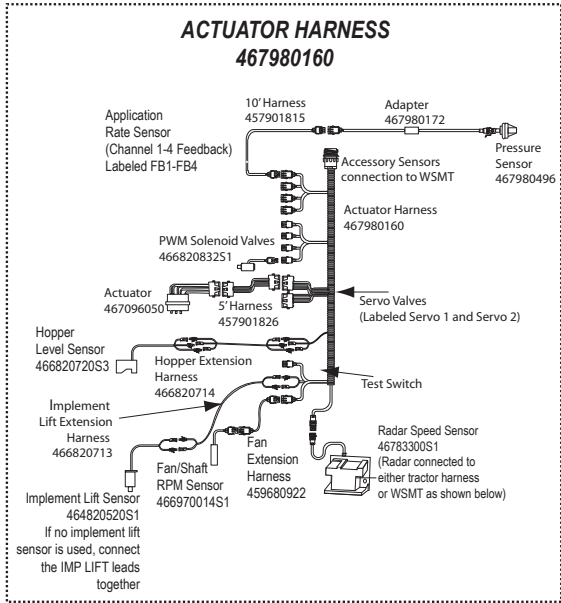 ACTUATOR HARNESS
467980160
10' Harness
457901815
Adapter
467980172
Application
Rate Sensor
(Channel 1-4 Feedback)
Labeled FB1-FB4
Pressure
Sensor
467980496
Accessory Sensors
connection to WSMT
Actuator Harness
467980160
PWM Solenoid Valves
46682083251
Actuator
467096050
5' Harness
457901826
Servo Valves
(Labeled Servo 1 and Servo 2)
Hopper
Level Sensor
466820720S3
Hopper Extension
Harness
466820714
Test Switch
Implement
Lift Extension
Harness
466820713
Fan/Shaft
RPM Sensor
466970014S1
Fan
Extension
Harness
459680922
Radar Speed Sensor
46783300S1
(Radar connected to
either tractor harness
or WSMT as shown below)
Implement Lift Sensor
464820520S1
If no implement lift
sensor is used, connect
the IMP LIFT leads
together